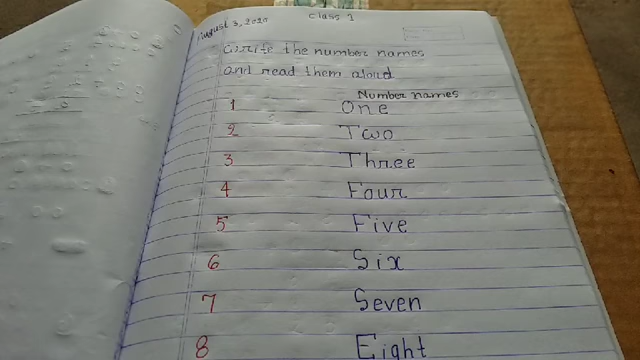 August 3, 2020
Class 1
Write the number names
and read them aloud
Number names
1 One
2 Two
3 Three
4 Four
5 Five
6 Six
7 Seven
8 Eight